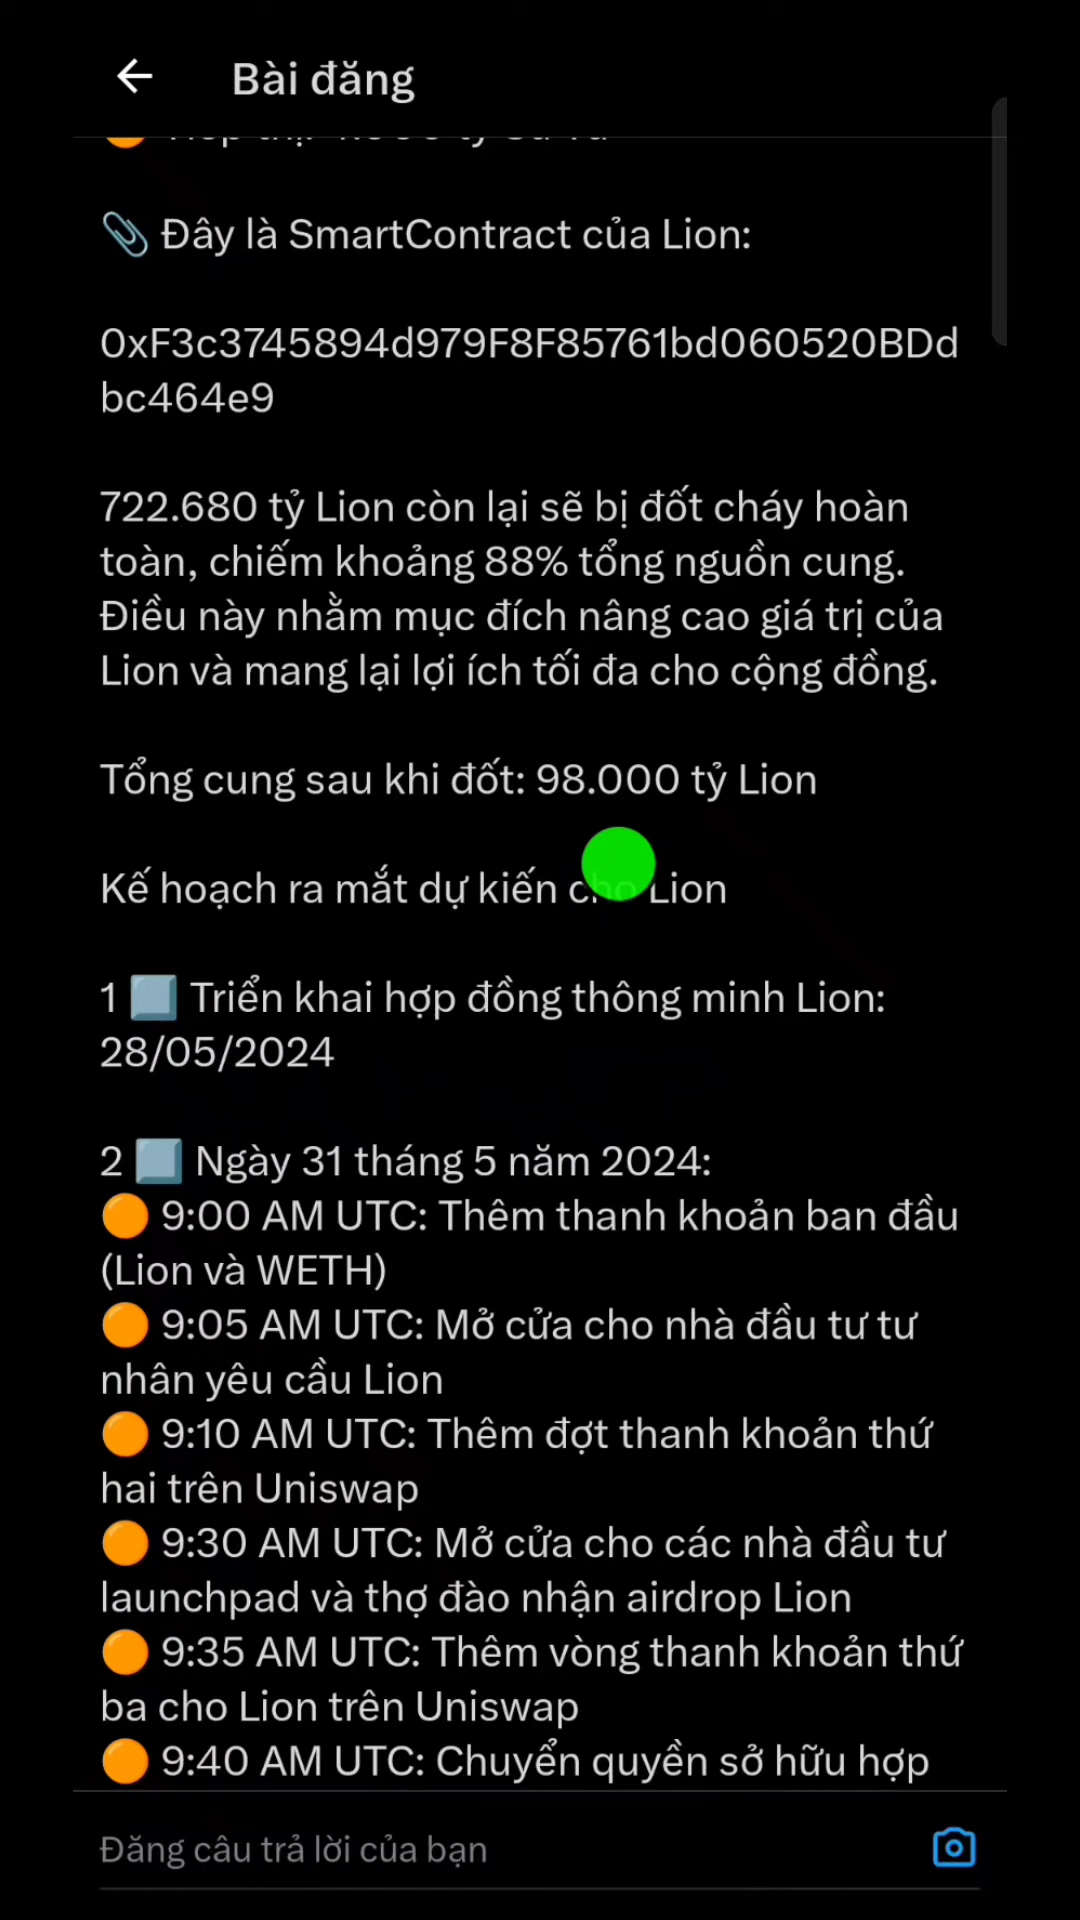 Bài đăng
📎 Đây là SmartContract của Lion:
0xF3c3745894d979F8F85761bd060520BDd
bc464e9
722.680 tỷ Lion còn lại sẽ bị đốt cháy hoàn
toàn, chiếm khoảng 88% tổng nguồn cung.
Điều này nhằm mục đích nâng cao giá trị của
Lion và mang lại lợi ích tối đa cho cộng đồng.
Tổng cung sau khi đốt: 98.000 tỷ Lion
Kế hoạch ra mắt dự kiến cho Lion
1 Triển khai hợp đồng thông minh Lion:
28/05/2024
2 Ngày 31 tháng 5 năm 2024:
🟠 9:00 AM UTC: Thêm thanh khoản ban đầu
(Lion và WETH)
🟠 9:05 AM UTC: Mở cửa cho nhà đầu tư tư
nhân yêu cầu Lion
🟠 9:10 AM UTC: Thêm đợt thanh khoản thứ
hai trên Uniswap
🟠 9:30 AM UTC: Mở cửa cho các nhà đầu tư
launchpad và thợ đào nhận airdrop Lion
🟠 9:35 AM UTC: Thêm vòng thanh khoản thứ
ba cho Lion trên Uniswap
🟠 9:40 AM UTC: Chuyển quyền sở hữu hợp
Đăng câu trả lời của bạn